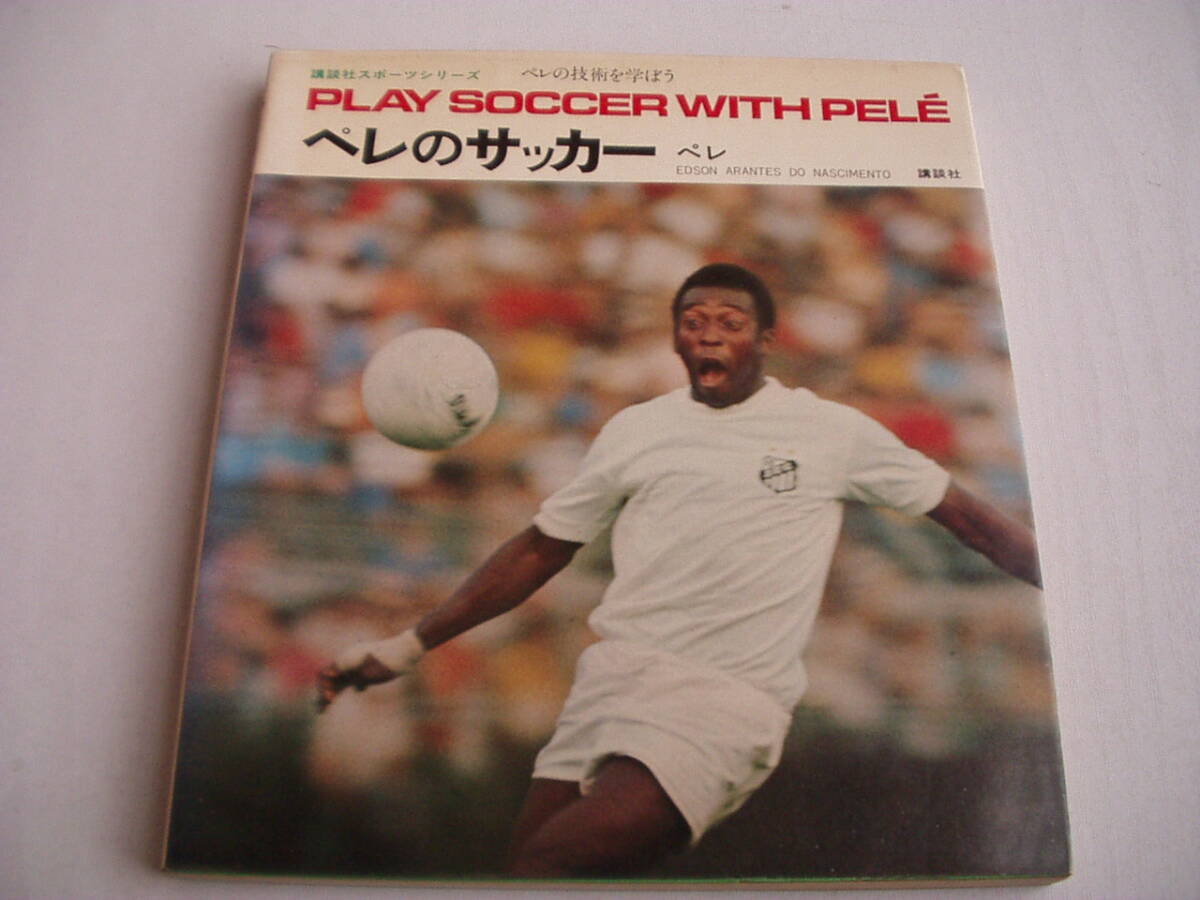 講談社スポーツシリーズ ペレの技術を学ぼう
PLAY SOCCER WITH PELÉ
ペレのサッカー ペレ
EDSON ARANTES DO NASCIMENTO 講談社